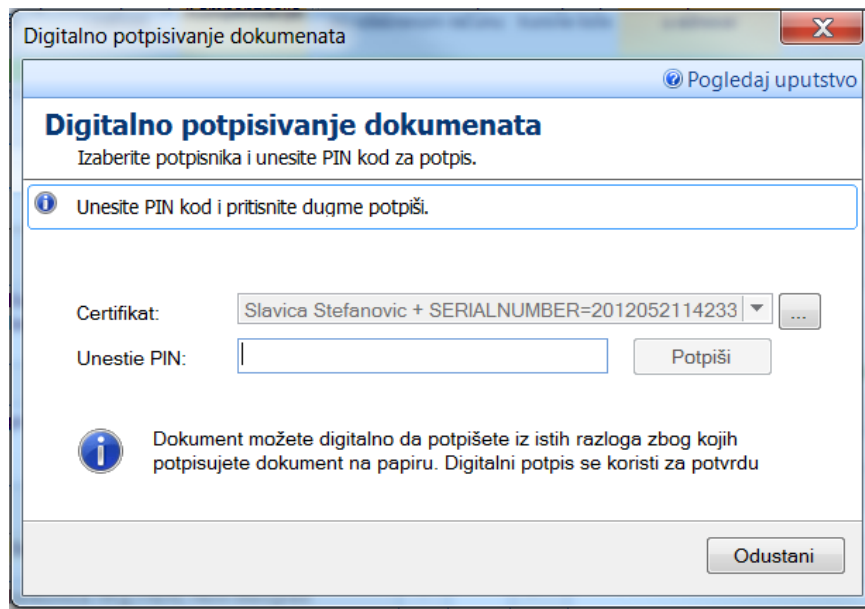 Digitalno potpisivanje dokumenata
X
Pogledaj uputstvo
Digitalno potpisivanje dokumenata
Izaberite potpisnika i unesite PIN kod za potpis.
Unesite PIN kod i pritisnite dugme potpiši.
Certifikat:
Slavica Stefanovic + SERIALNUMBER=2012052114233
...
Unestie PIN:
Potpiši
Dokument možete digitalno da potpišete iz istih razloga zbog kojih
potpisujete dokument na papiru. Digitalni potpis se koristi za potvrdu
Odustani